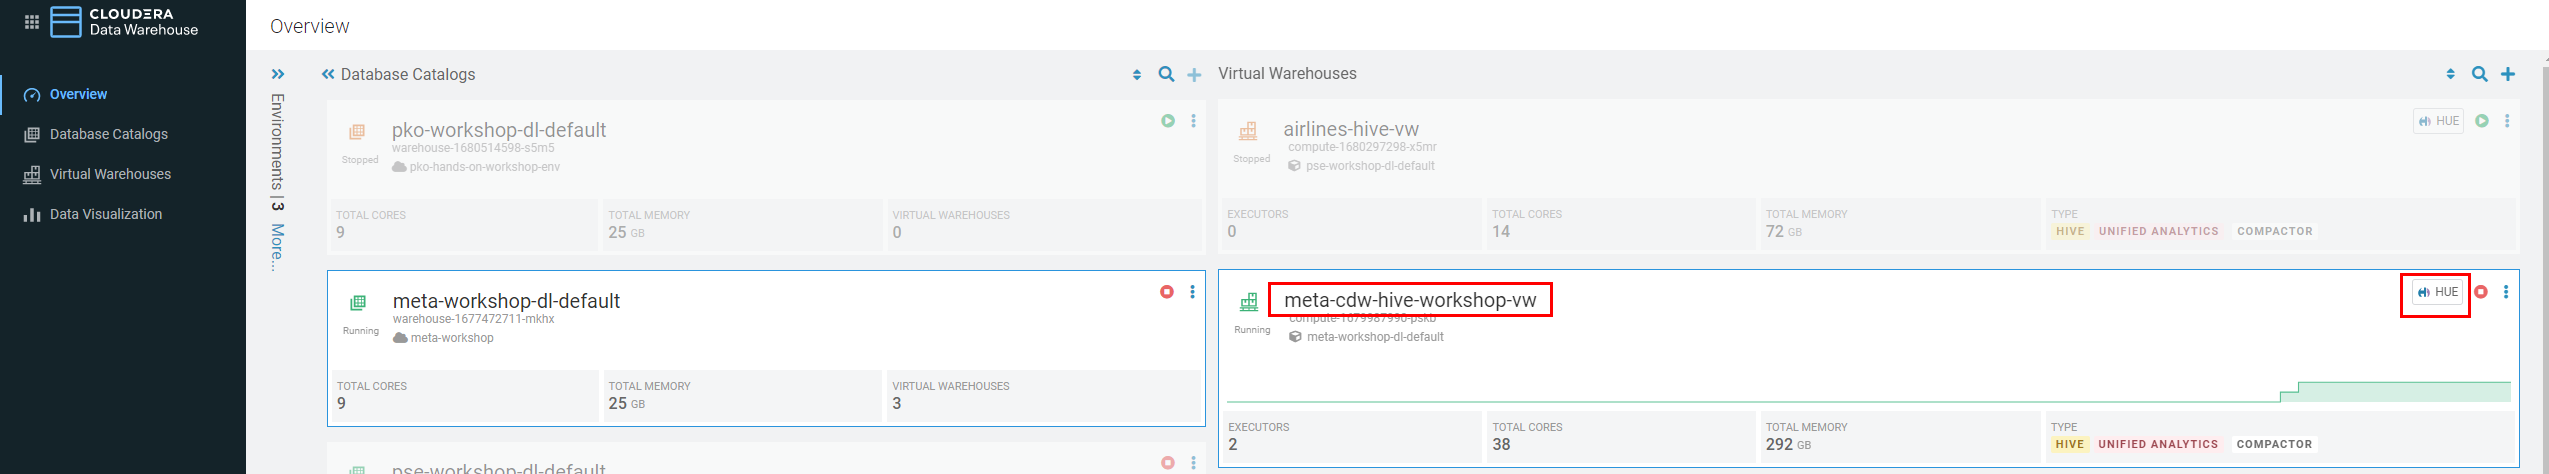 CLOUDERA
Data Warehouse
Overview
Database Catalogs
Virtual Warehouses
Data Visualization
Overview
Environments | 3 More...
Database Catalogs
pko-workshop-dl-default
warehouse-1680514598-s5m5
pko-hands-on-workshop-env
Stopped
TOTAL CORES
9
TOTAL MEMORY
25 GB
VIRTUAL WAREHOUSES
0
meta-workshop-dl-default
warehouse-1677472711-mkhx
meta-workshop
Running
TOTAL CORES
9
TOTAL MEMORY
25 GB
VIRTUAL WAREHOUSES
3
pse-workshop-dl-default
Virtual Warehouses
airlines-hive-vw
compute-1680297298-x5mr
pse-workshop-dl-default
Stopped
HUE
EXECUTORS
0
TOTAL CORES
14
TOTAL MEMORY
72 GB
TYPE
HIVE UNIFIED ANALYTICS COMPACTOR
meta-cdw-hive-workshop-vw
compute-1679987990-pskb
meta-workshop-dl-default
Running
HUE
EXECUTORS
2
TOTAL CORES
38
TOTAL MEMORY
292 GB
TYPE
HIVE UNIFIED ANALYTICS COMPACTOR